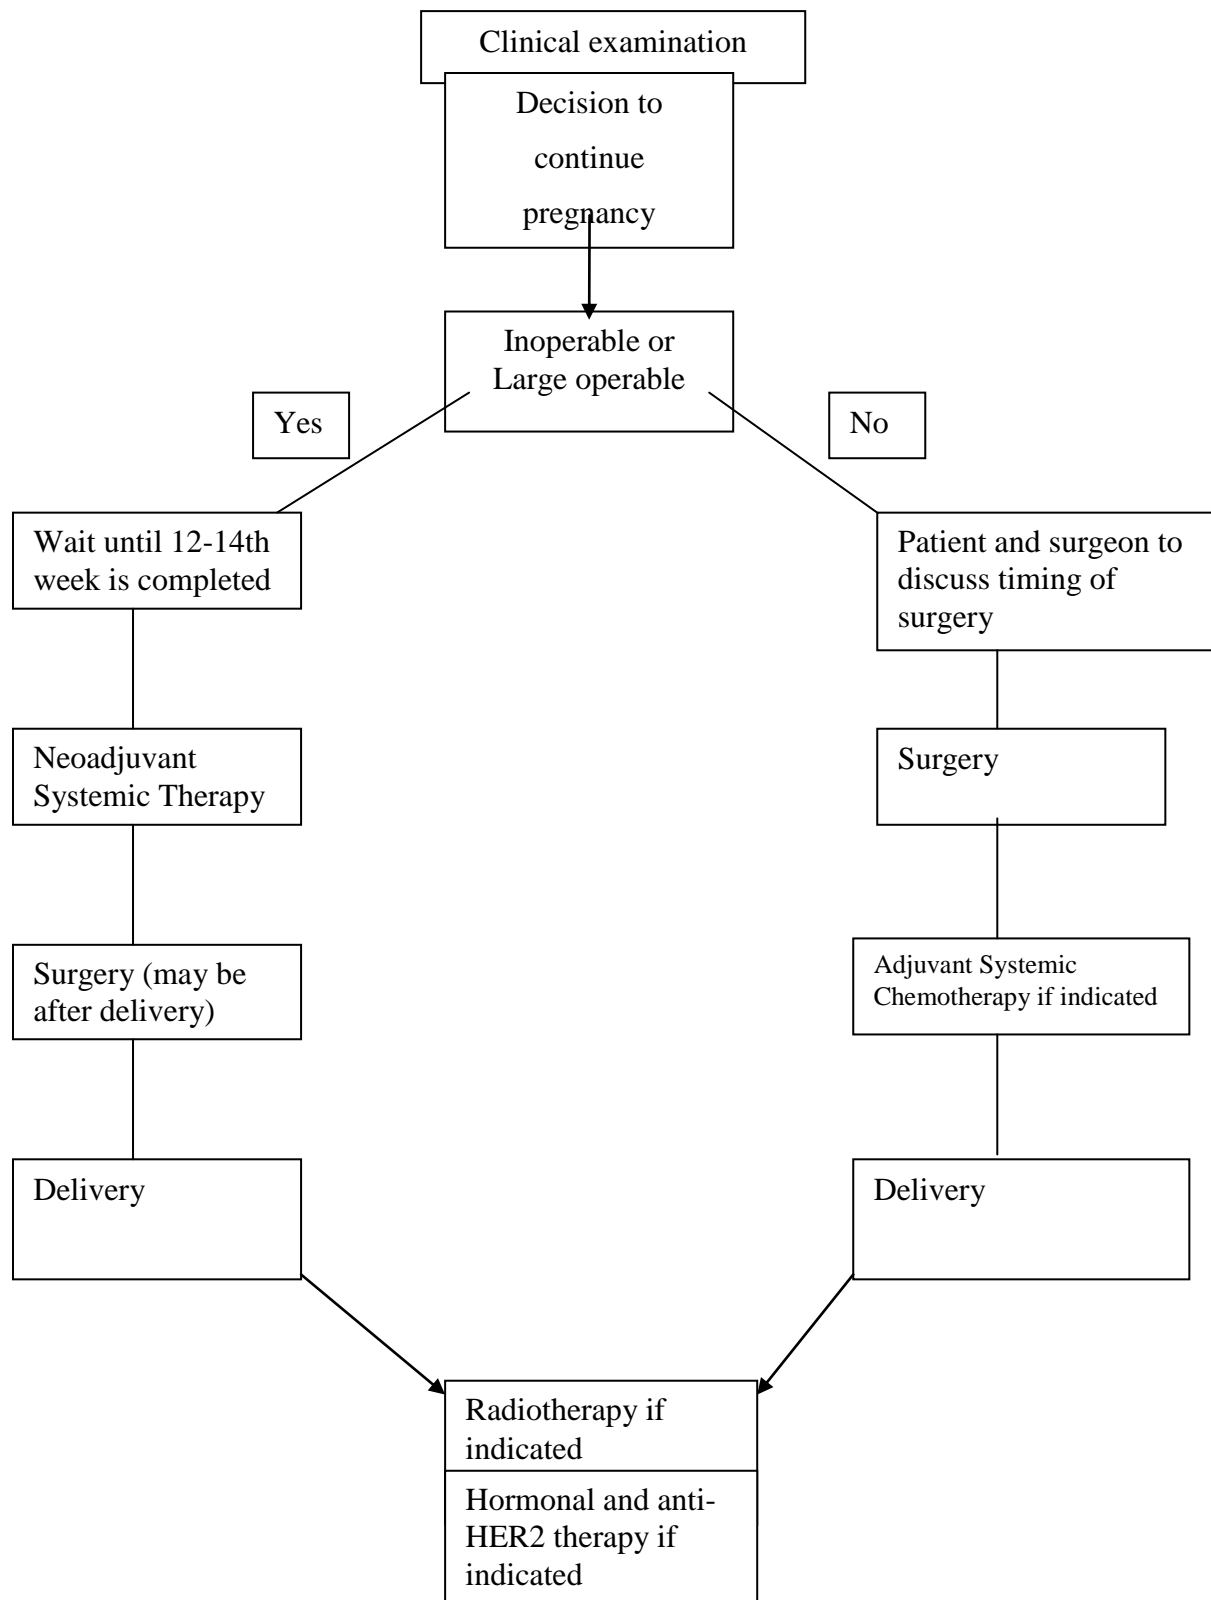 Clinical examination
Decision to
continue
pregnancy
Inoperable or
Large operable
Yes
No
Wait until 12-14th
week is completed
Patient and surgeon to
discuss timing of
surgery
Neoadjuvant
Systemic Therapy
Surgery
Surgery (may be
after delivery)
Adjuvant Systemic
Chemotherapy if indicated
Delivery
Delivery
Radiotherapy if
indicated
Hormonal and anti-
HER2 therapy if
indicated